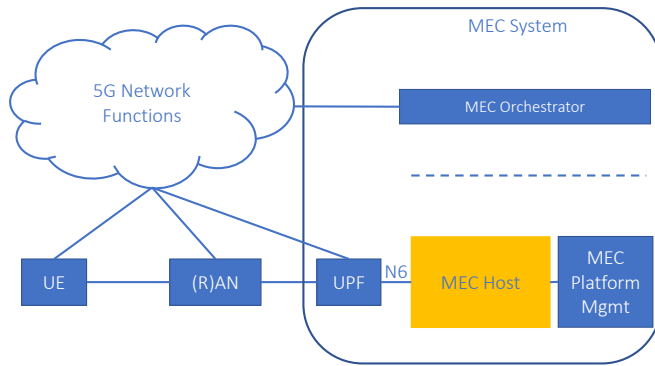 MEC System
5G Network
Functions
MEC Orchestrator
UE
(R)AN
UPF
N6
MEC Host
MEC
Platform
Mgmt